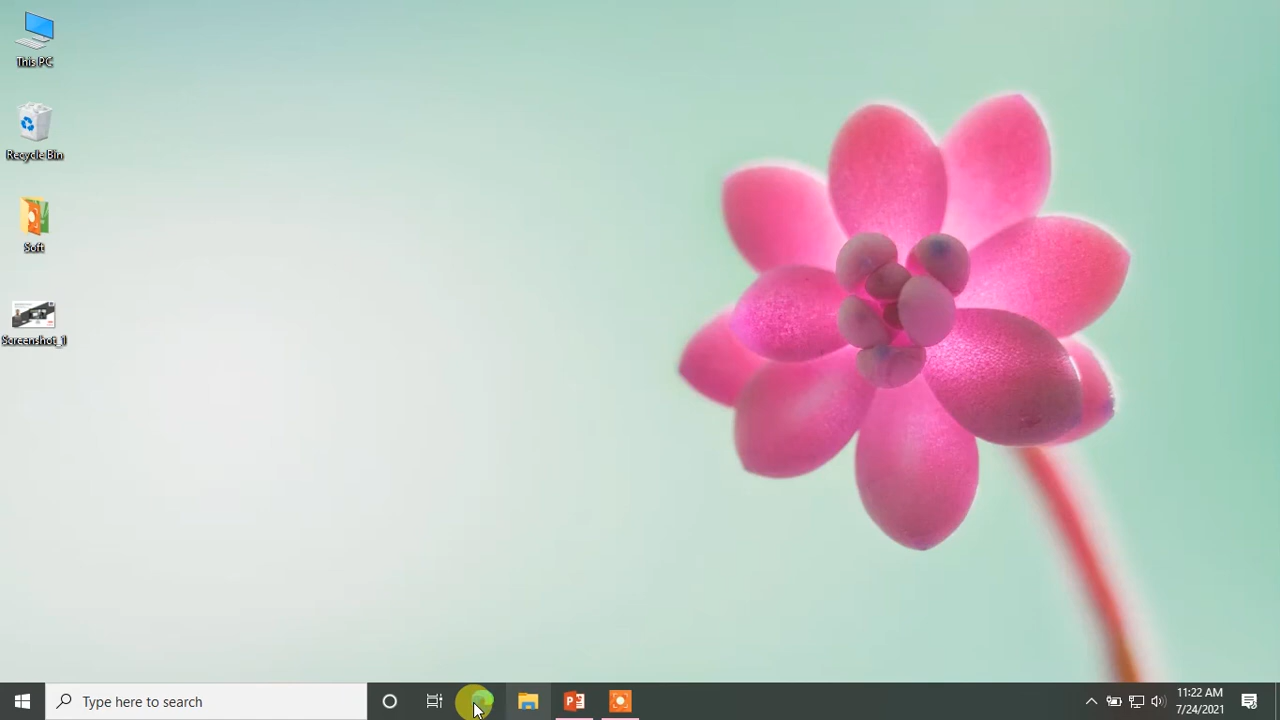 This PC
Recycle Bin
Soft
Screenshot_1
Type here to search
11:22 AM
7/24/2021